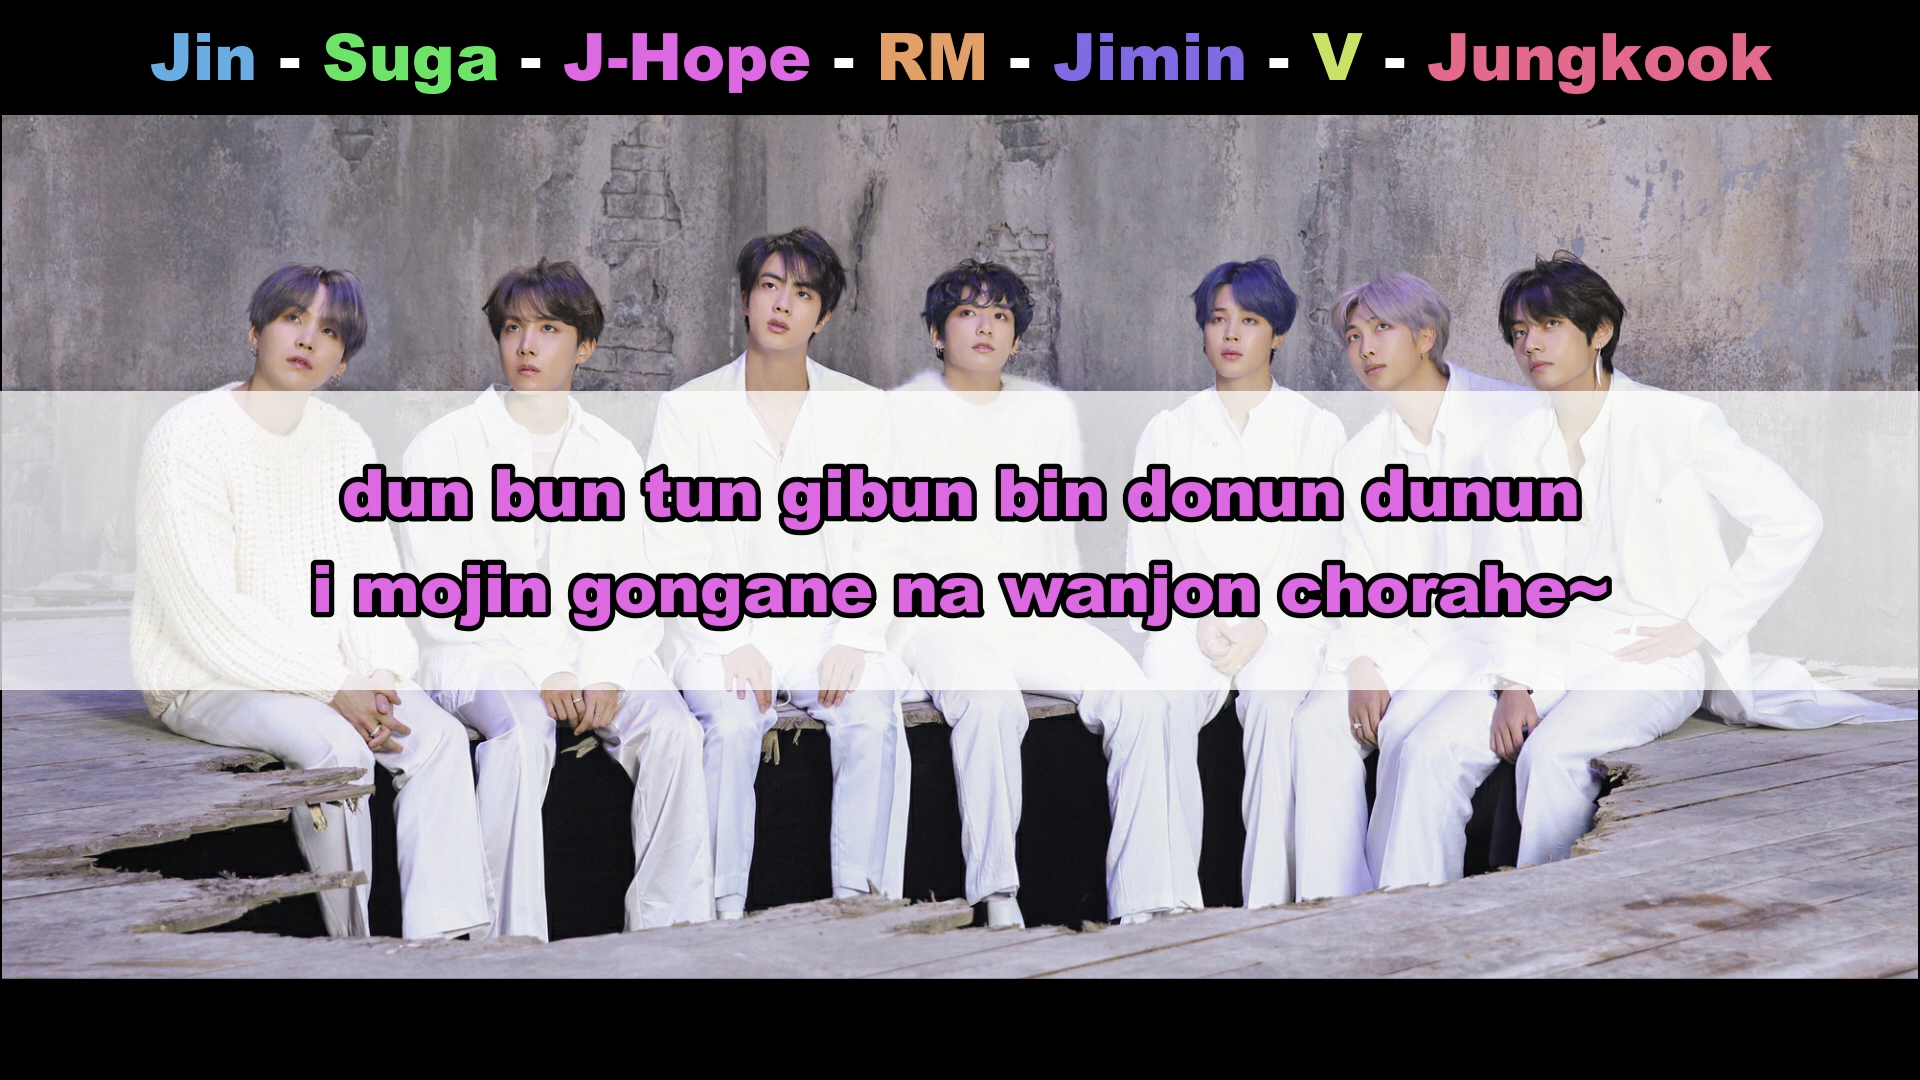 Jin - Suga - J-Hope - RM - Jimin - V - Jungkook
dun bun tun gibun bin donun dunun
i mojin gongane na wanjon chorahe~